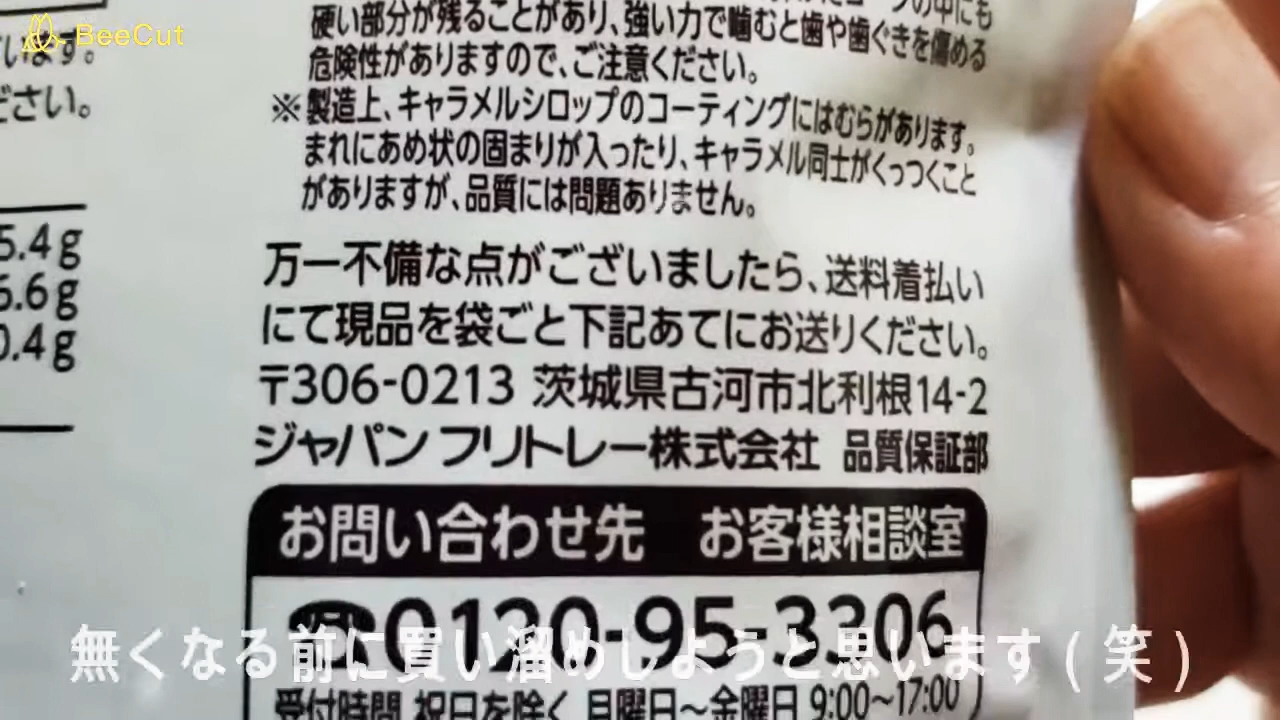 BeeCut
硬い部分が残ることがあり、強い力で噛むと歯や歯ぐきを傷める
危険性がありますので、ご注意ください。
※製造上、キャラメルシロップのコーティングにはむらがあります。
まれにあめ状の固まりが入ったり、キャラメル同士がくっつくこと
がありますが、品質には問題ありません。
5.4g
6.6g
0.4g
万一不備な点がございましたら、送料着払い
にて現品を袋ごと下記あてにお送りください。
〒306-0213 茨城県古河市北利根14-2
ジャパン フリトレー株式会社 品質保証部
お問い合わせ先 お客様相談室
☎0120-95-3306
無くなる前に買い溜めしようと思います(笑)
受付時間 祝日を除く 月曜日〜金曜日 9:00〜17:00